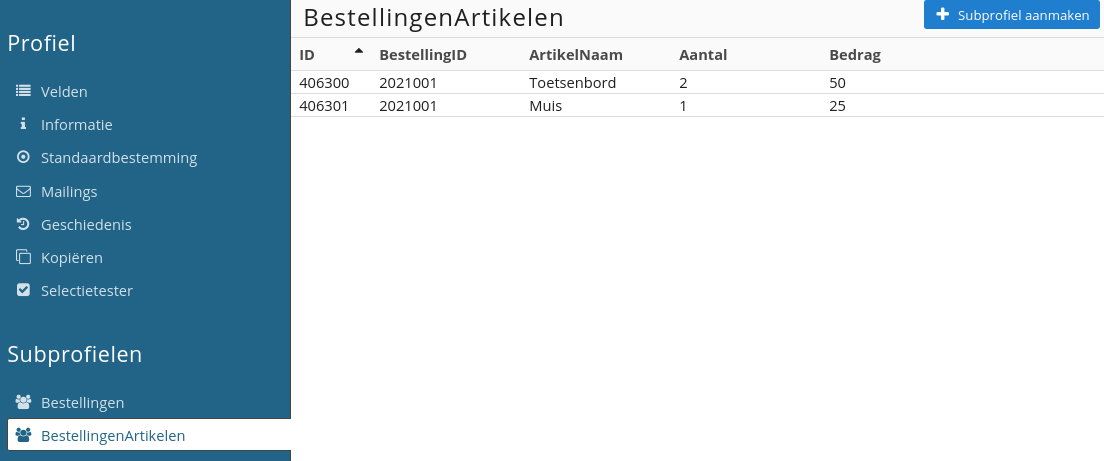 Profiel
Velden
Informatie
Standaardbestemming
Mailings
Geschiedenis
Kopiëren
Selectietester
Subprofielen
Bestellingen
BestellingenArtikelen
BestellingenArtikelen
Subprofiel aanmaken
ID BestellingID ArtikelNaam Aantal Bedrag
406300 2021001 Toetsenbord 2 50
406301 2021001 Muis 1 25